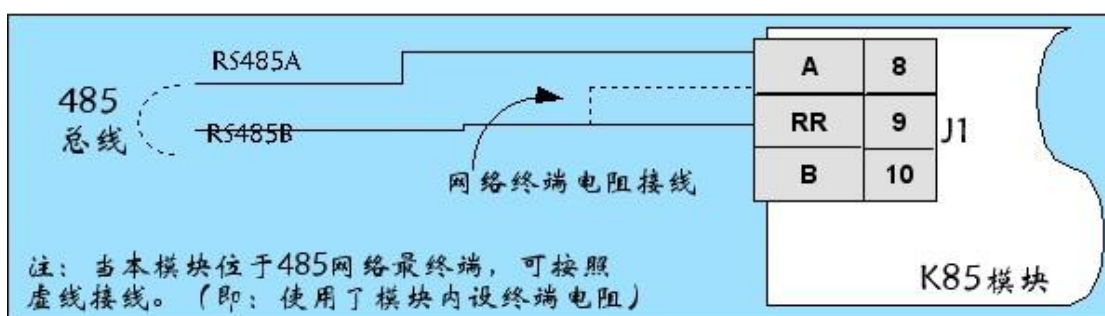 RS485A
485
总线
RS485B
A 8
RR 9
B 10
J1
网络终端电阻接线
注：当本模块位于485网络最终端，可按照
虚线接线。（即：使用了模块内设终端电阻）
K85模块